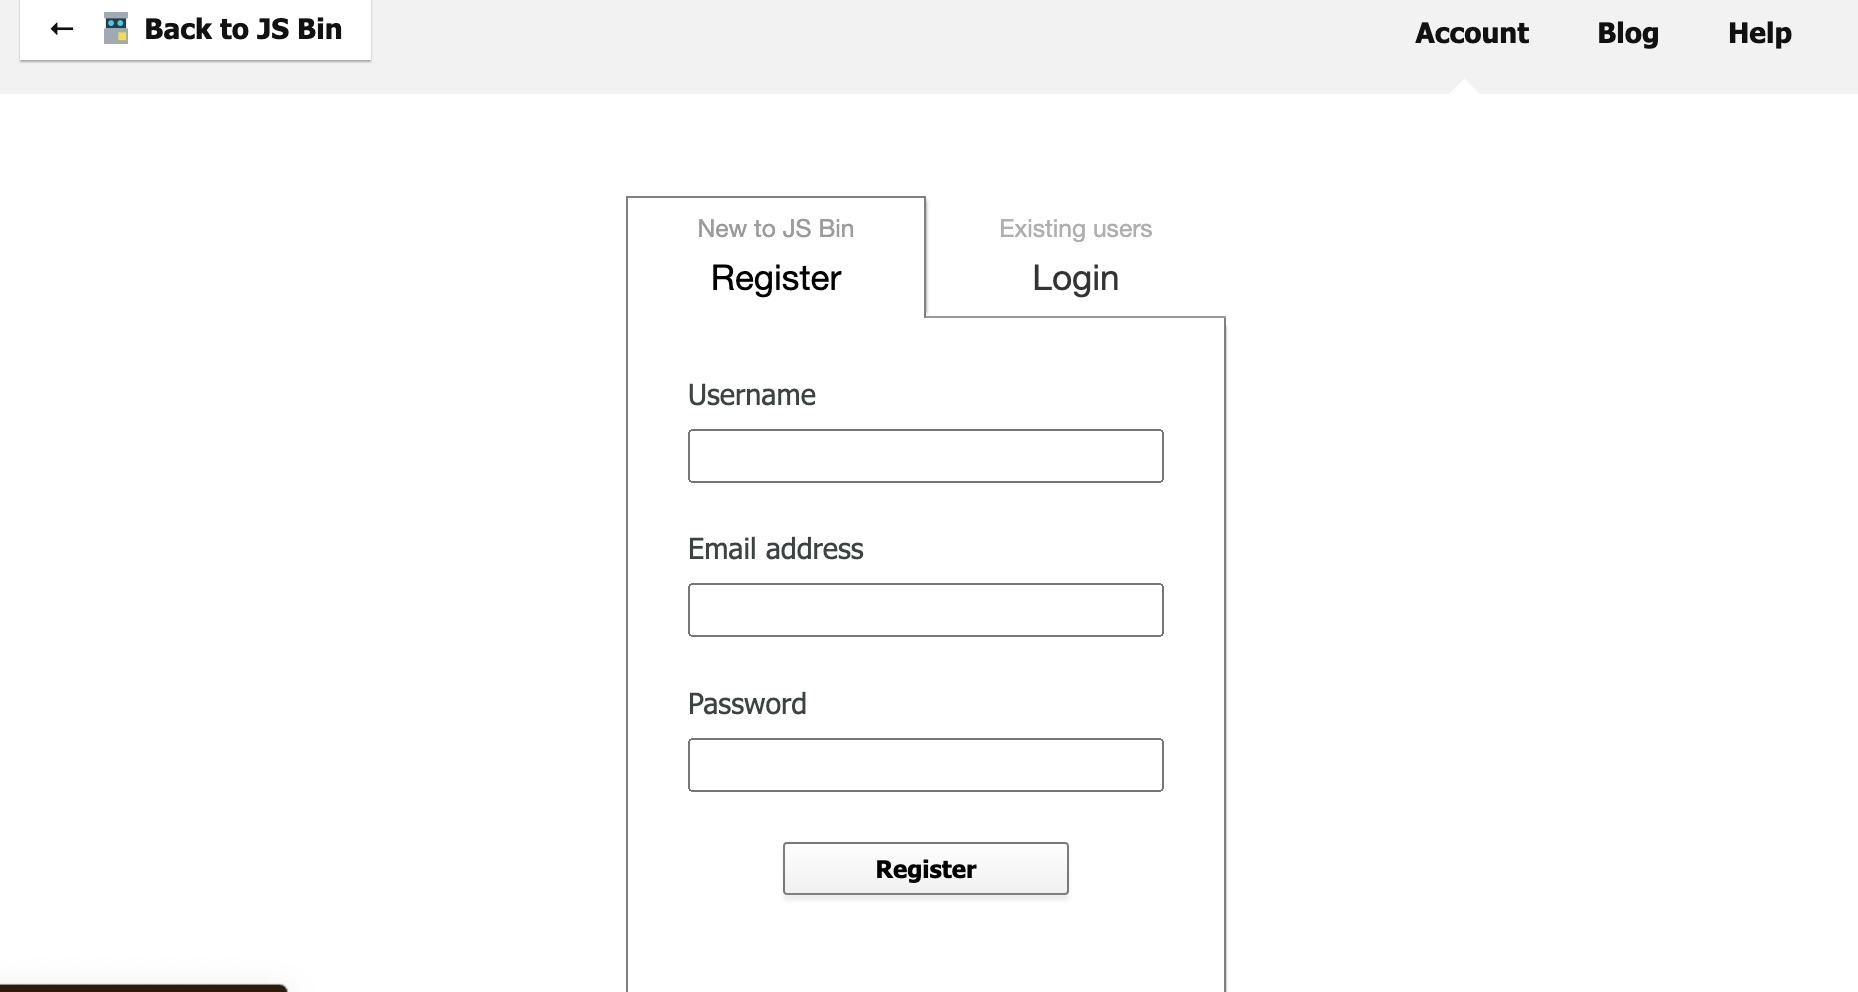 ← Back to JS Bin
Account Blog Help
New to JS Bin
Register
Existing users
Login
Username
Email address
Password
Register